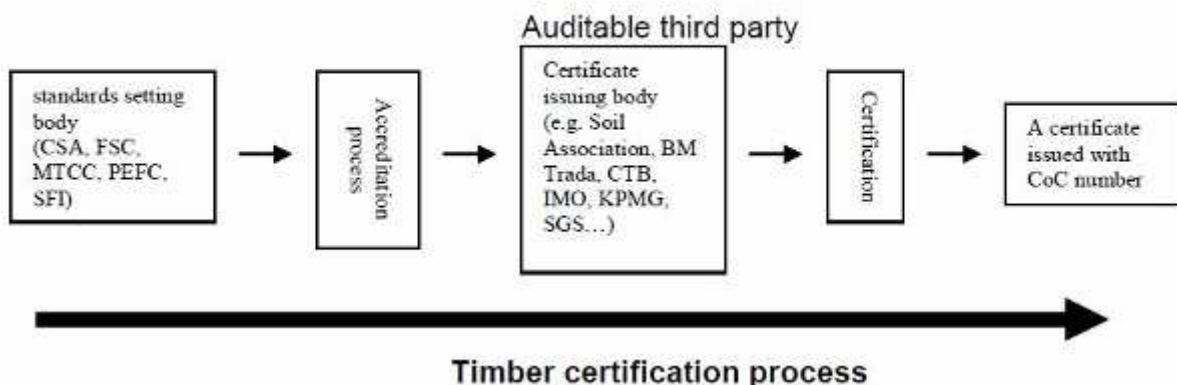 Auditable third party
standards setting
body
(CSA, FSC,
MTCC, PEFC,
SFI)
Accreditation
process
Certificate
issuing body
(e.g. Soil
Association, BM
Trada, CTB,
IMO, KPMG,
SGS...)
Certification
A certificate
issued with
CoC number
Timber certification process